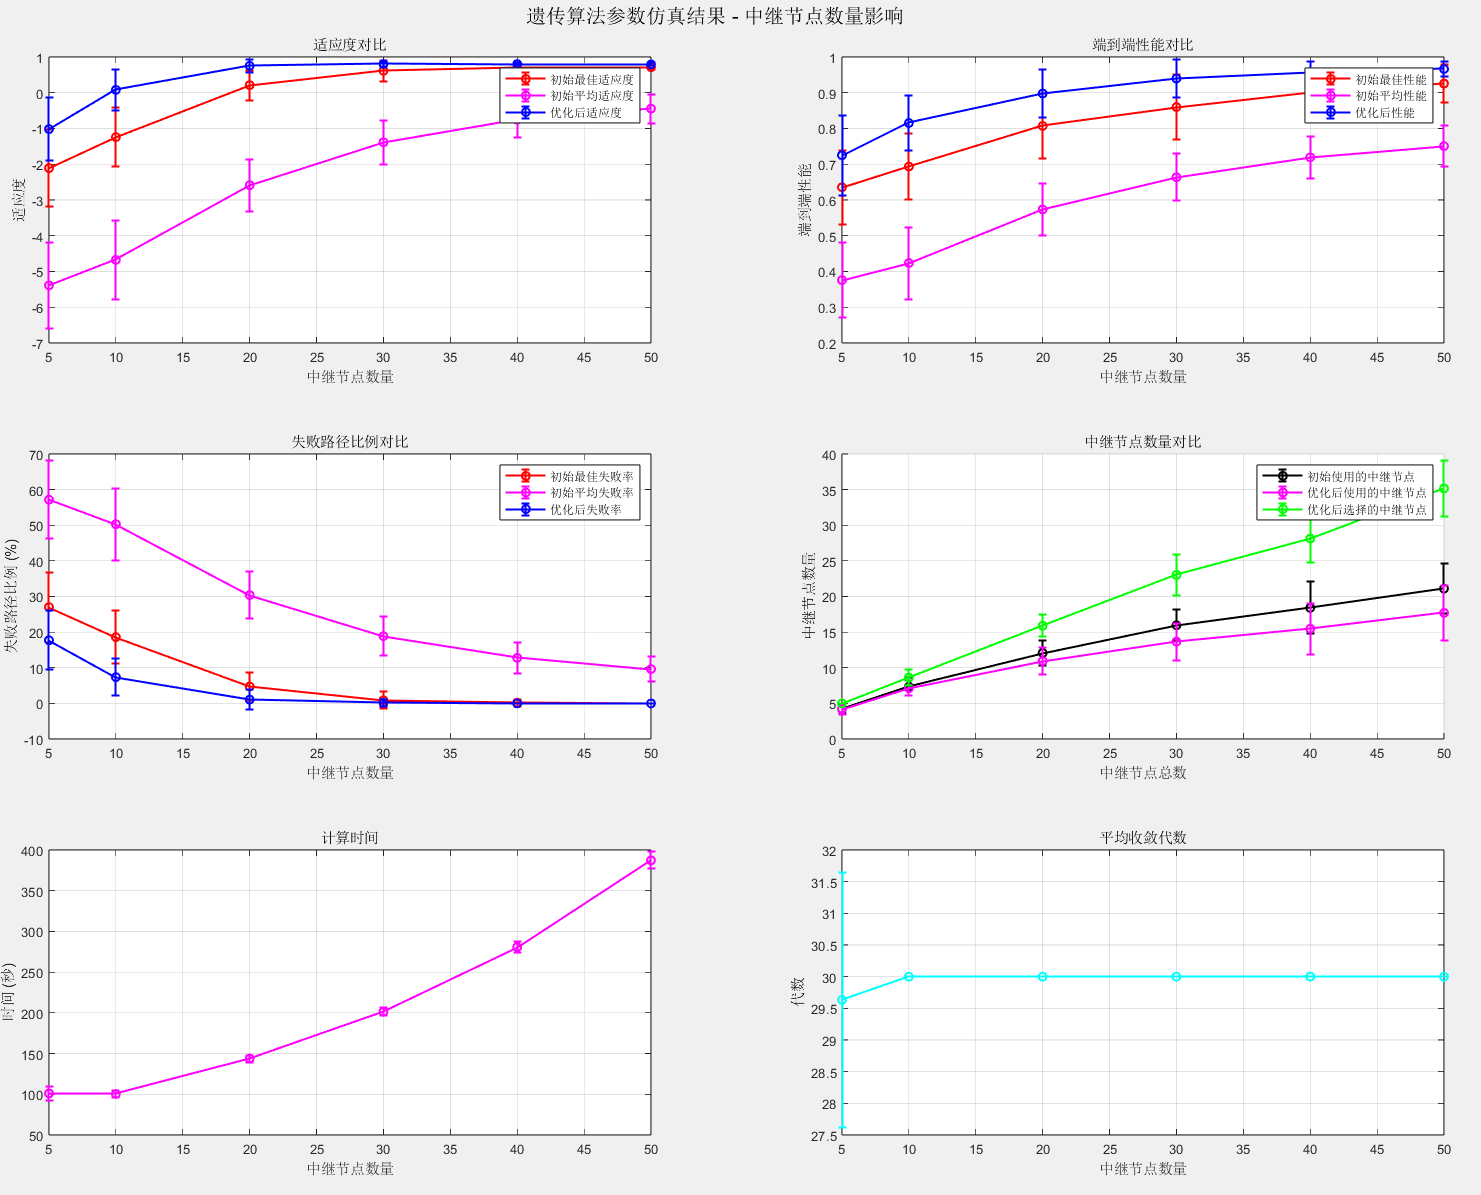 遗传算法参数仿真结果 - 中继节点数量影响
适应度对比
1
0
-1
-2
-3
-4
-5
-6
-7
适应度
初始最佳适应度
初始平均适应度
优化后适应度
5 10 15 20 25 30 35 40 45 50
中继节点数量
端到端性能对比
1
0.9
0.8
0.7
0.6
0.5
0.4
0.3
0.2
端到端性能
初始最佳性能
初始平均性能
优化后性能
5 10 15 20 25 30 35 40 45 50
中继节点数量
失败路径比例对比
70
60
50
40
30
20
10
0
-10
失败路径比例 (%)
初始最佳失败率
初始平均失败率
优化后失败率
5 10 15 20 25 30 35 40 45 50
中继节点数量
中继节点数量对比
40
35
30
25
20
15
10
5
0
中继节点数量
初始使用的中继节点
优化后使用的中继节点
优化后选择的中继节点
5 10 15 20 25 30 35 40 45 50
中继节点总数
计算时间
400
350
300
250
200
150
100
50
时间 (秒)
5 10 15 20 25 30 35 40 45 50
中继节点数量
平均收敛代数
32
31.5
31
30.5
30
29.5
29
28.5
28
27.5
代数
5 10 15 20 25 30 35 40 45 50
中继节点数量